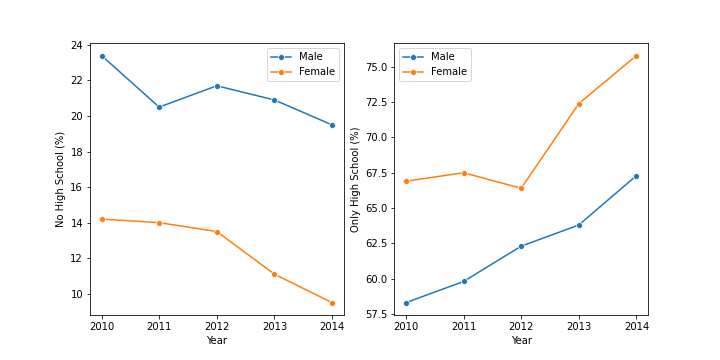 24
22
20
18
16
14
12
10
No High School (%)
2010 2011 2012 2013 2014
Year
Male
Female
75.0
72.5
70.0
67.5
65.0
62.5
60.0
57.5
Only High School (%)
2010 2011 2012 2013 2014
Year
Male
Female